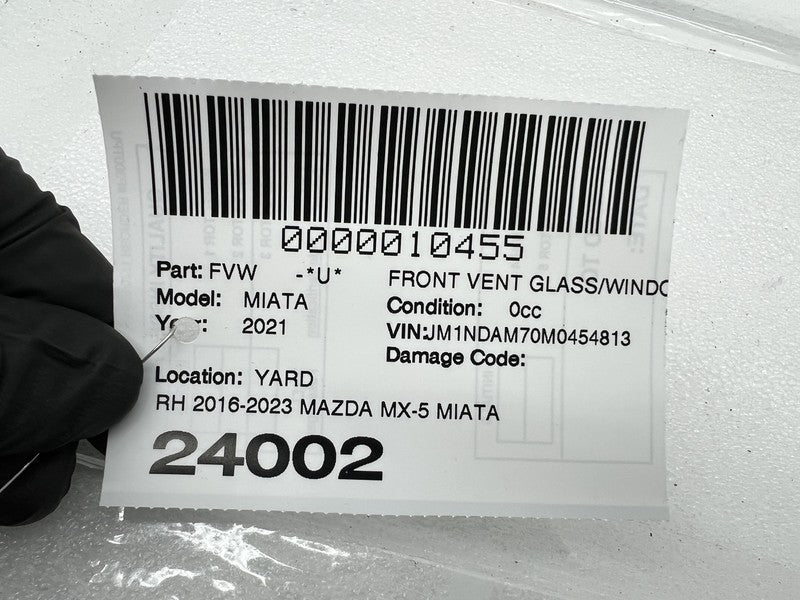 0000010455
Part: FVW -*U* FRONT VENT GLASS/WINDO
Model: MIATA Condition: 0cc
Year: 2021 VIN:JM1NDAM70M0454813
Damage Code:
Location: YARD
RH 2016-2023 MAZDA MX-5 MIATA
24002